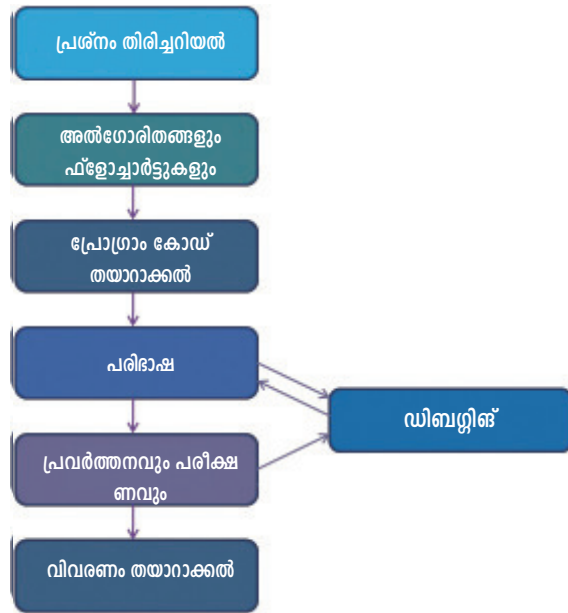 പ്രശ്നം തിരിച്ചറിയൽ
അൽഗോരിതങ്ങളും
ഫ്ളോച്ചാർട്ടുകളും
പ്രോഗ്രാം കോഡ്
തയാറാക്കൽ
പരിഭാഷ
ഡിബഗ്ഗിങ്
പ്രവർത്തനവും പരീക്ഷ
ണവും
വിവരണം തയാറാക്കൽ